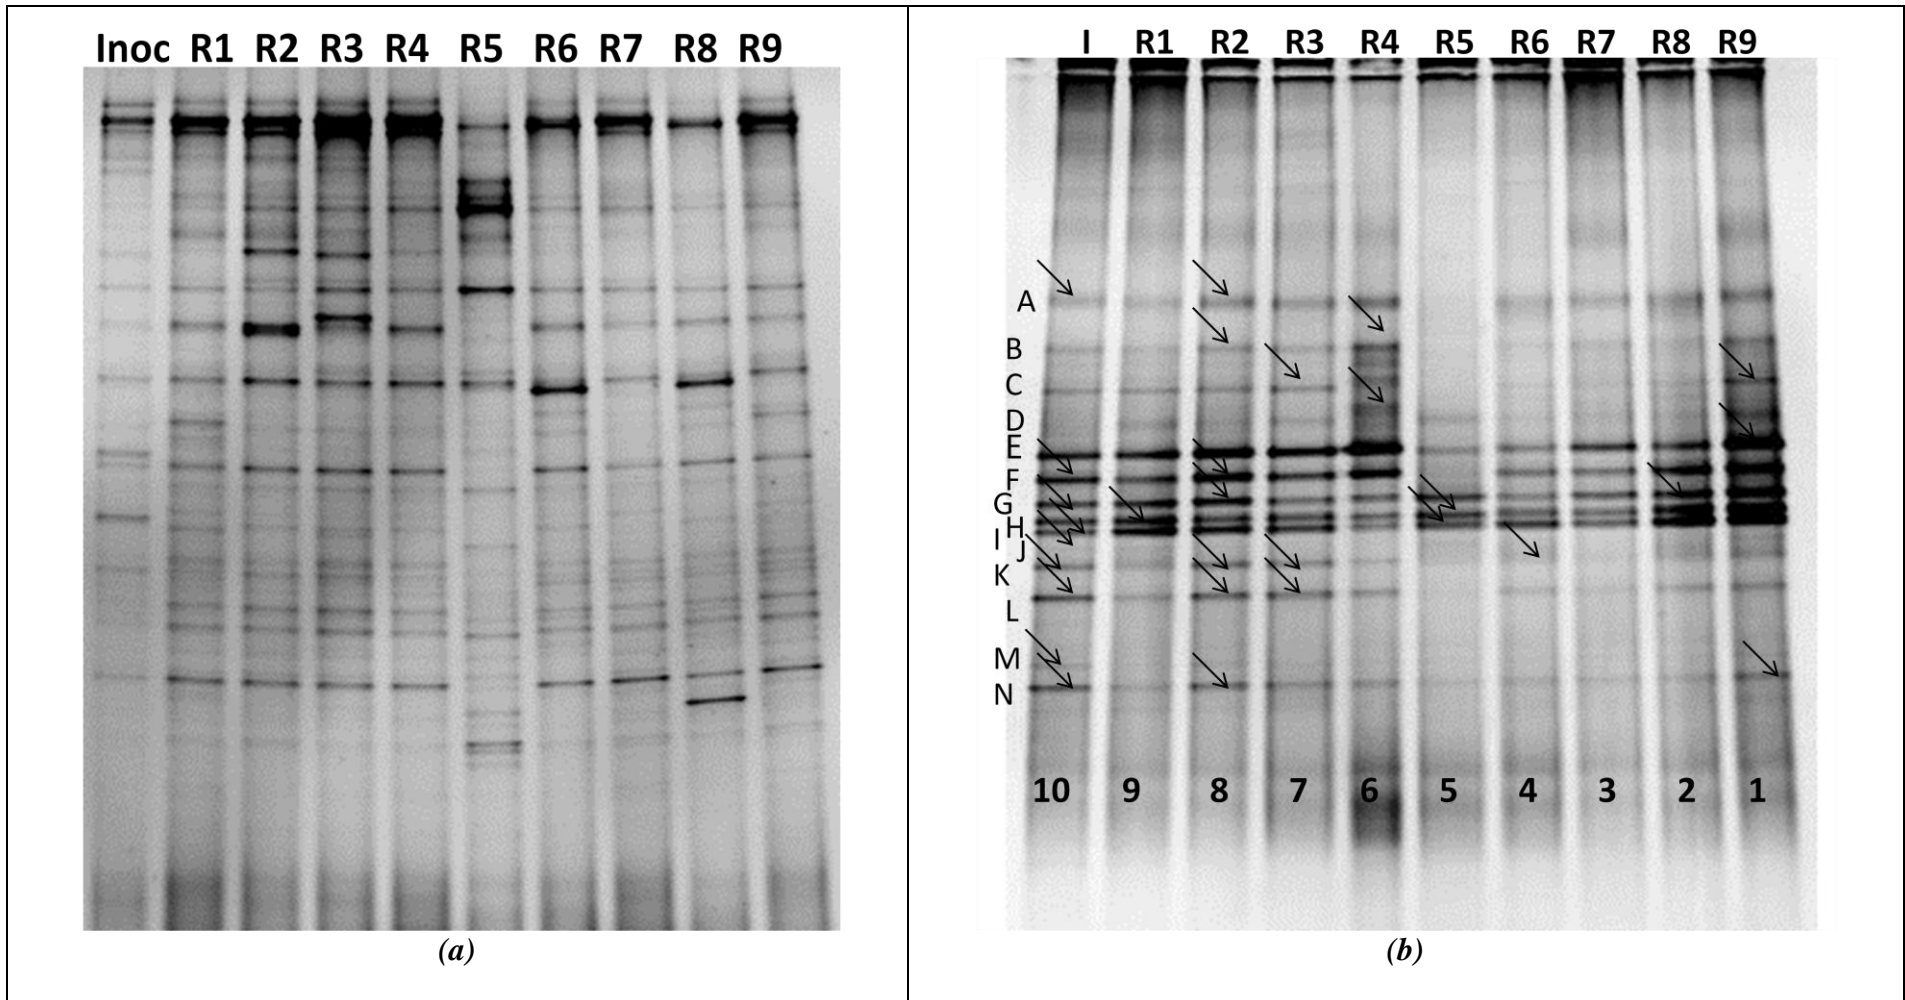 Inoc R1 R2 R3 R4 R5 R6 R7 R8 R9
(a)
I R1 R2 R3 R4 R5 R6 R7 R8 R9
A
B
C
D
E
F
G
H
I
J
K
L
M
N
10 9 8 7 6 5 4 3 2 1
(b)